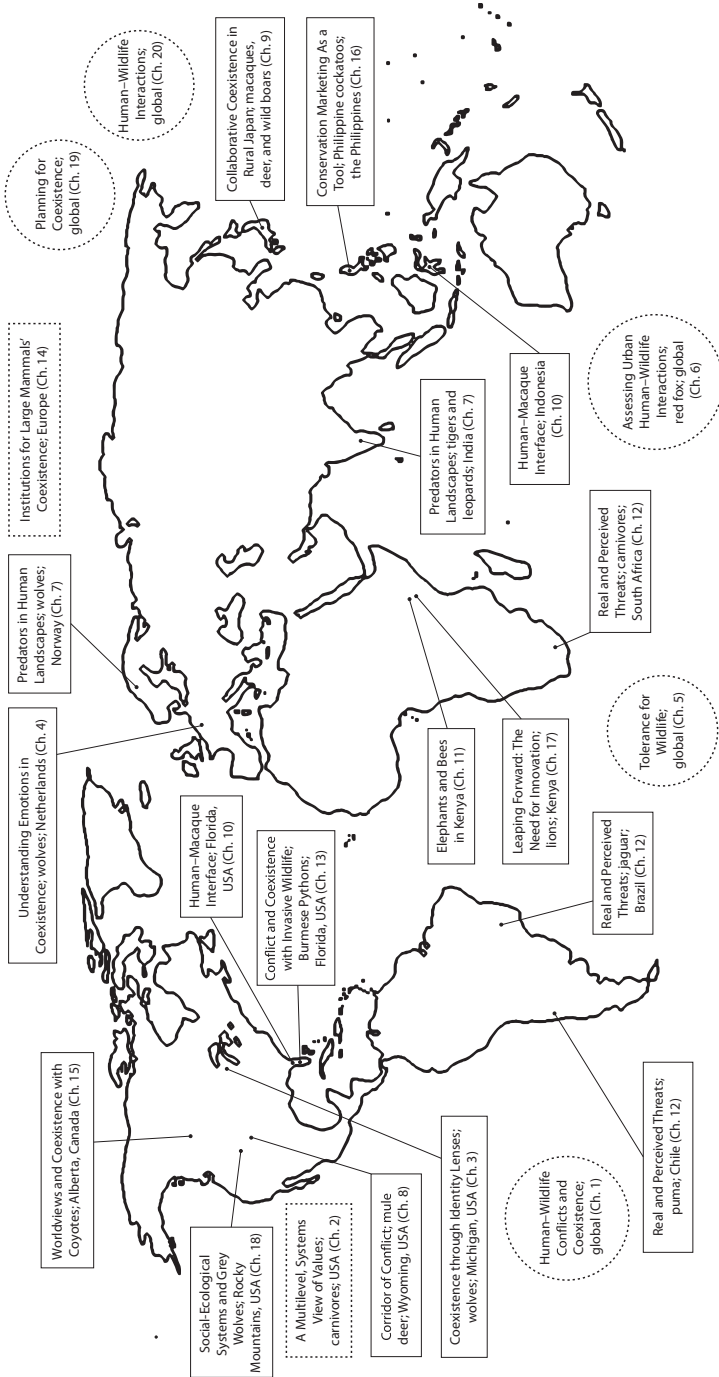 Worldviews and Coexistence with
Coyotes; Alberta, Canada (Ch. 15)
Social-Ecological
Systems and Grey
Wolves; Rocky
Mountains, USA (Ch. 18)
A Multilevel, Systems
View of Values;
carnivores; USA (Ch. 2)
Corridor of Conflict; mule
deer; Wyoming, USA (Ch. 8)
Coexistence through Identity Lenses;
wolves; Michigan, USA (Ch. 3)
Human–Wildlife
Conflicts and
Coexistence;
global (Ch. 1)
Real and Perceived Threats;
puma; Chile (Ch. 12)
Understanding Emotions in
Coexistence; wolves; Netherlands (Ch. 4)
Human–Macaque
Interface; Florida,
USA (Ch. 10)
Conflict and Coexistence
with Invasive Wildlife;
Burmese Pythons;
Florida, USA (Ch. 13)
Real and Perceived
Threats; jaguar;
Brazil (Ch. 12)
Predators in Human
Landscapes; wolves;
Norway (Ch. 7)
Elephants and Bees
in Kenya (Ch. 11)
Leaping Forward: The
Need for Innovation;
lions; Kenya (Ch. 17)
Tolerance for
Wildlife;
global (Ch. 5)
Institutions for Large Mammals’
Coexistence; Europe (Ch. 14)
Real and Perceived
Threats; carnivores;
South Africa (Ch. 12)
Predators in Human
Landscapes; tigers and
leopards; India (Ch. 7)
Human–Macaque
Interface; Indonesia
(Ch. 10)
Assessing Urban
Human–Wildlife
Interactions;
red fox; global
(Ch. 6)
Planning for
Coexistence;
global (Ch. 19)
Human–Wildlife
Interactions;
global (Ch. 20)
Collaborative Coexistence in
Rural Japan; macaques,
deer, and wild boars (Ch. 9)
Conservation Marketing As a
Tool; Philippine cockatoos;
the Philippines (Ch. 16)